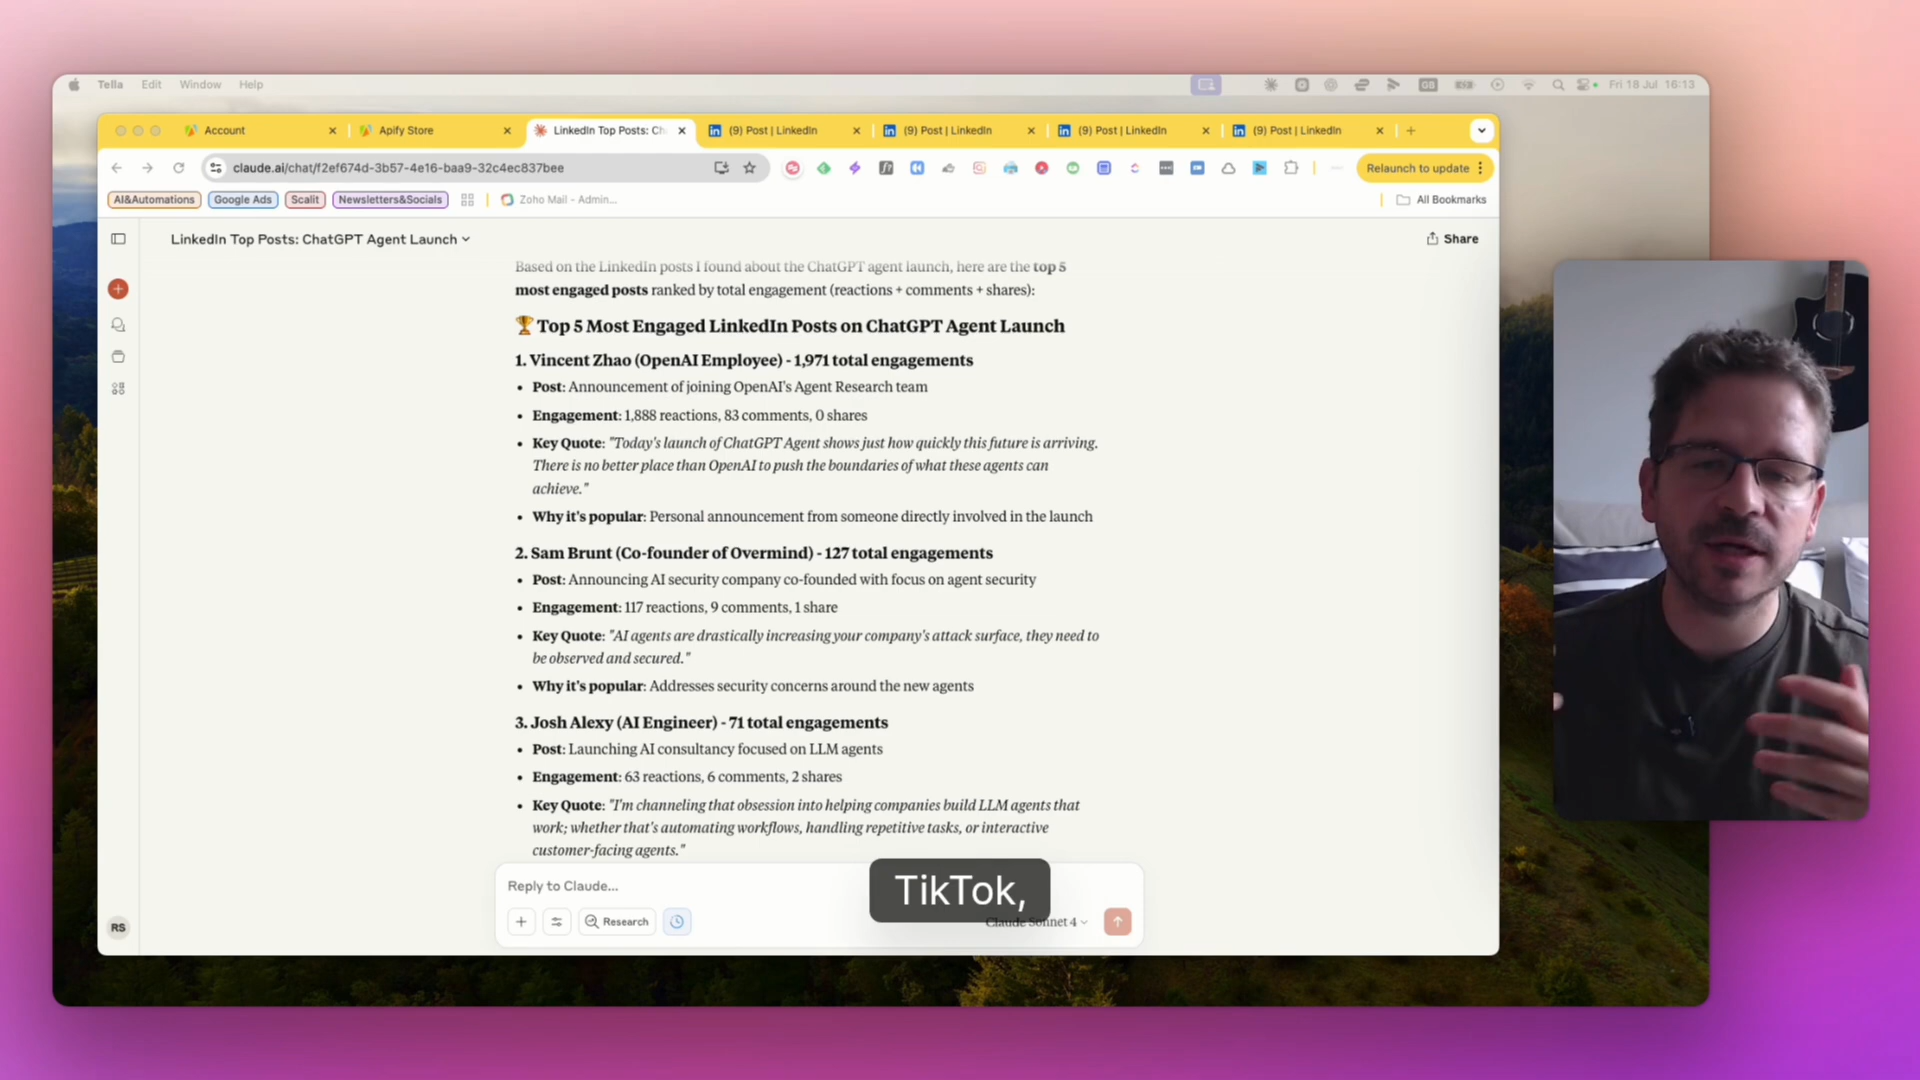 Tella Edit Window Help
GB
Fri 18 Jul 16:13
Account
Apify Store
LinkedIn Top Posts: Ch
(9) Post | LinkedIn
(9) Post | LinkedIn
(9) Post | LinkedIn
(9) Post | LinkedIn
claude.ai/chat/f2ef674d-3b57-4e16-baa9-32c4ec837bee
Relaunch to update
AI&Automations
Google Ads
Scalit
Newsletters&Socials
Zoho Mail - Admin...
All Bookmarks
LinkedIn Top Posts: ChatGPT Agent Launch
Share
Based on the LinkedIn posts I found about the ChatGPT agent launch, here are the top 5
most engaged posts ranked by total engagement (reactions + comments + shares):
🏆 Top 5 Most Engaged LinkedIn Posts on ChatGPT Agent Launch
1. Vincent Zhao (OpenAI Employee) - 1,971 total engagements
• Post: Announcement of joining OpenAI's Agent Research team
• Engagement: 1,888 reactions, 83 comments, 0 shares
• Key Quote: "Today's launch of ChatGPT Agent shows just how quickly this future is arriving.
There is no better place than OpenAI to push the boundaries of what these agents can
achieve."
• Why it's popular: Personal announcement from someone directly involved in the launch
2. Sam Brunt (Co-founder of Overmind) - 127 total engagements
• Post: Announcing AI security company co-founded with focus on agent security
• Engagement: 117 reactions, 9 comments, 1 share
• Key Quote: "AI agents are drastically increasing your company's attack surface, they need to
be observed and secured."
• Why it's popular: Addresses security concerns around the new agents
3. Josh Alexy (AI Engineer) - 71 total engagements
• Post: Launching AI consultancy focused on LLM agents
• Engagement: 63 reactions, 6 comments, 2 shares
• Key Quote: "I'm channeling that obsession into helping companies build LLM agents that
work; whether that's automating workflows, handling repetitive tasks, or interactive
customer-facing agents."
Reply to Claude...
TikTok,
Research
Claude Sonnet 4
RS